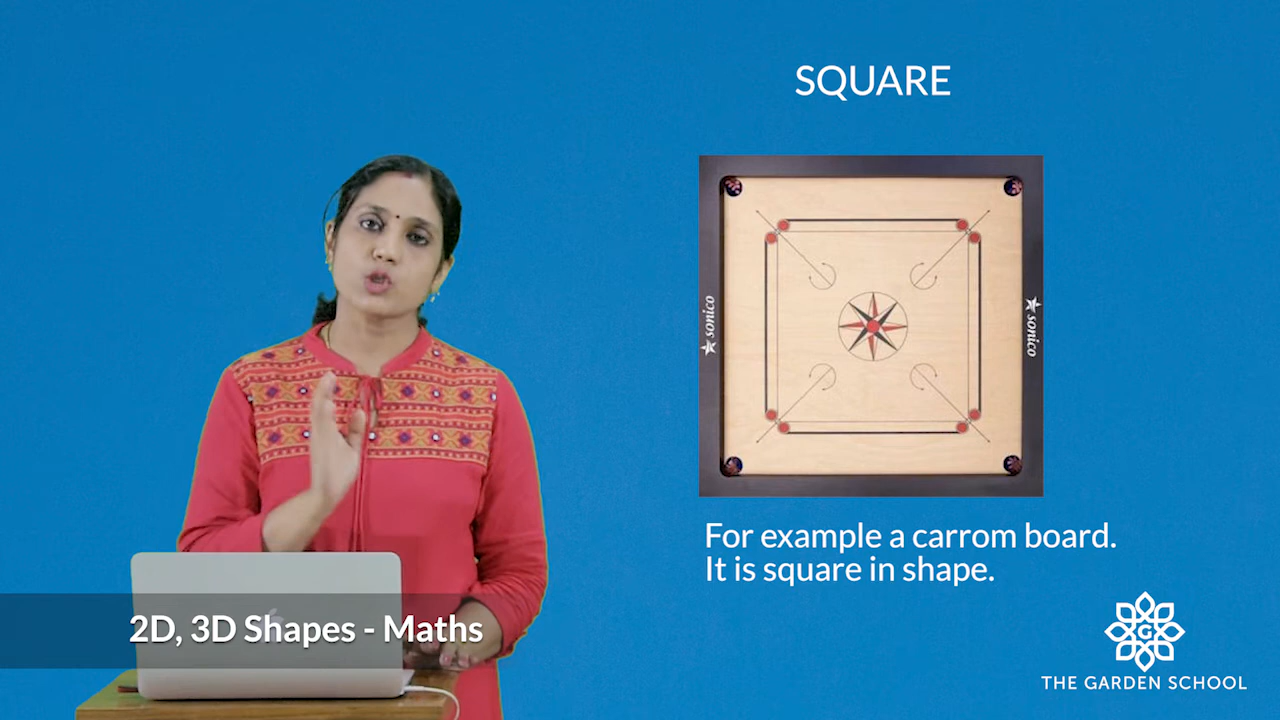 SQUARE
sonico
sonico
For example a carrom board.
It is square in shape.
2D, 3D Shapes - Maths
G
THE GARDEN SCHOOL